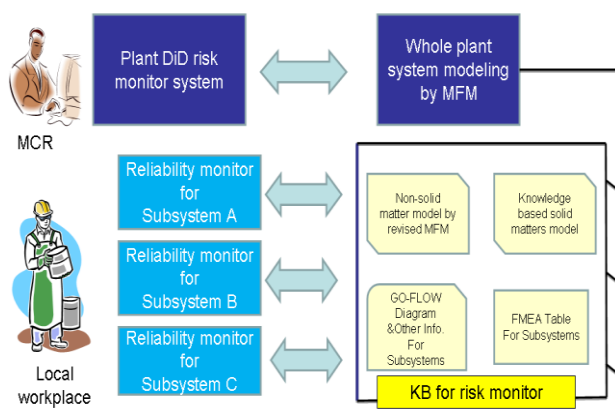 Plant DiD risk
monitor system
Whole plant
system modeling
by MFM
MCR
Reliability monitor
for
Subsystem A
Non-solid
matter model by
revised MFM
Knowledge
based solid
matters model
Reliability monitor
for
Subsystem B
GO-FLOW
Diagram
&Other Info.
For
Subsystems
FMEA Table
For Subsystems
Reliability monitor
for
Subsystem C
Local
workplace
KB for risk monitor